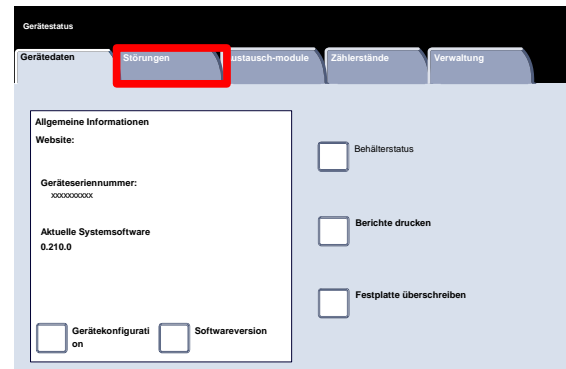 Gerätestatus
Gerätedaten Störungen ustausch-module Zählerstände Verwaltung
Allgemeine Informationen
Website:
Behälterstatus
Geräteseriennummer:
xxxxxxxxxx
Berichte drucken
Aktuelle Systemsoftware
0.210.0
Festplatte überschreiben
Gerätekonfigurati Softwareversion
on